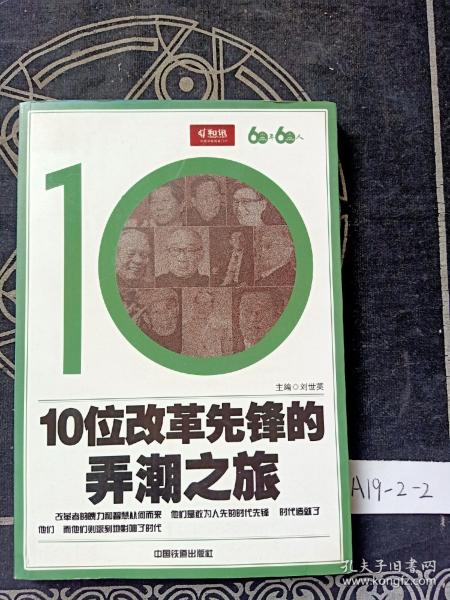 和讯
60年60人
10
主编◎刘世英
10位改革先锋的
弄潮之旅
改革者的魄力和智慧从何而来 他们是敢为人先的时代先锋 时代造就了
他们 而他们则深刻地影响了时代
中国铁道出版社
A19-2-2
孔夫子旧书网